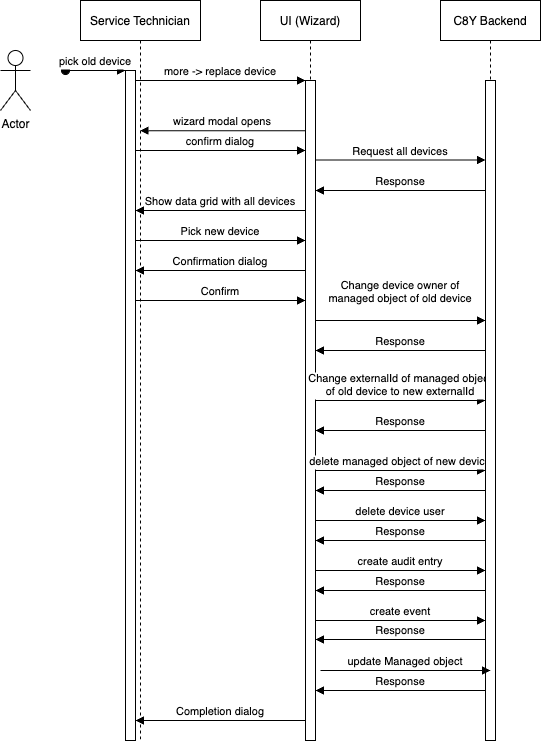 Service Technician
UI (Wizard)
C8Y Backend
Actor
pick old device
more -> replace device
wizard modal opens
confirm dialog
Request all devices
Response
Show data grid with all devices
Pick new device
Confirmation dialog
Confirm
Change device owner of
managed object of old device
Response
Change externalId of managed objec
of old device to new externalId
Response
delete managed object of new devic
Response
delete device user
Response
create audit entry
Response
create event
Response
update Managed object
Response
Completion dialog